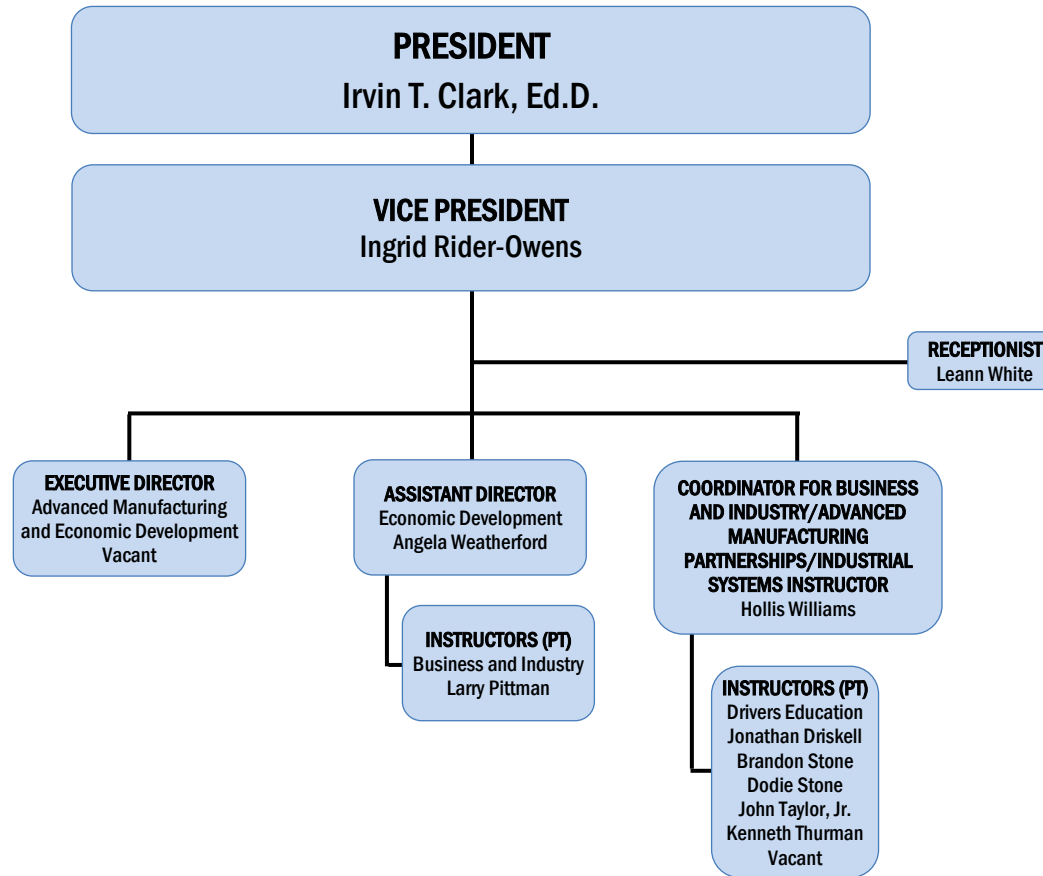 PRESIDENT
Irvin T. Clark, Ed.D.
VICE PRESIDENT
Ingrid Rider-Owens
RECEPTIONIST
Leann White
EXECUTIVE DIRECTOR
Advanced Manufacturing
and Economic Development
Vacant
ASSISTANT DIRECTOR
Economic Development
Angela Weatherford
COORDINATOR FOR BUSINESS
AND INDUSTRY/ADVANCED
MANUFACTURING
PARTNERSHIPS/INDUSTRIAL
SYSTEMS INSTRUCTOR
Hollis Williams
INSTRUCTORS (PT)
Business and Industry
Larry Pittman
INSTRUCTORS (PT)
Drivers Education
Jonathan Driskell
Brandon Stone
Dodie Stone
John Taylor, Jr.
Kenneth Thurman
Vacant